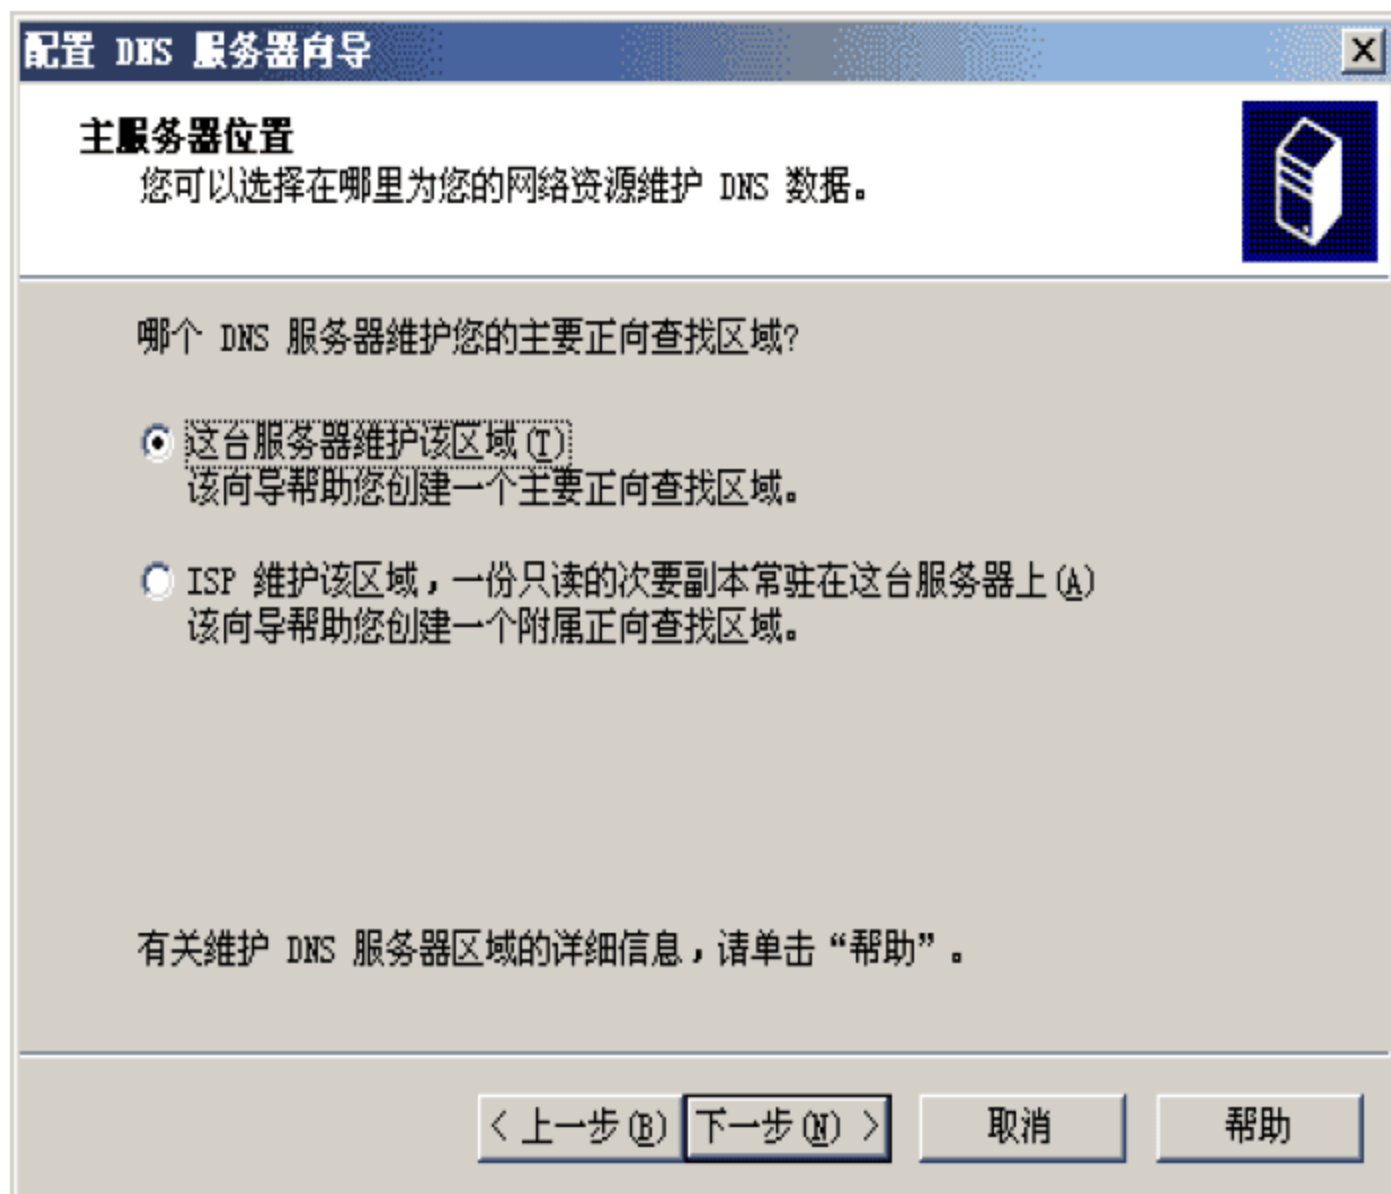 配置 DNS 服务器向导
主服务器位置
您可以选择在哪里为您的网络资源维护 DNS 数据。
哪个 DNS 服务器维护您的主要正向查找区域?
这台服务器维护该区域(T)
该向导帮助您创建一个主要正向查找区域。
ISP 维护该区域，一份只读的次要副本常驻在这台服务器上(A)
该向导帮助您创建一个附属正向查找区域。
有关维护 DNS 服务器区域的详细信息，请单击“帮助”。
< 上一步(B) 下一步(N) > 取消 帮助